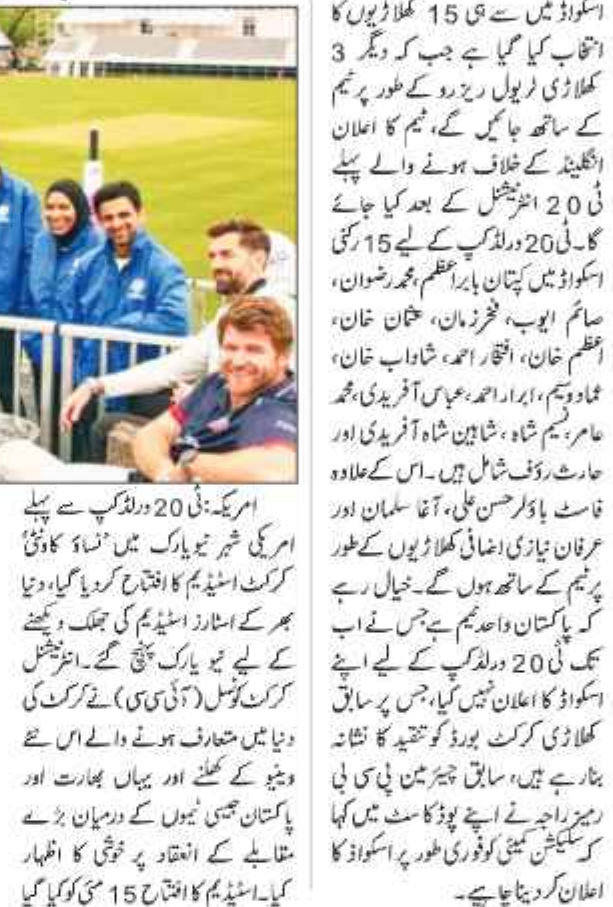 اسکواڈ میں سے ہی 15 کھلاڑیوں کا
انتخاب کیا گیا ہے جب کہ دیگر 3
کھلاڑی ٹریول ریزرو کے طور پر ٹیم
کے ساتھ جائیں گے، ٹیم کا اعلان
انگلینڈ کے خلاف ہونے والے پہلے
ٹی 20 انٹرنیشنل کے بعد کیا جائے
گا۔ ٹی 20 ورلڈ کپ کے لیے 15 رکنی
اسکواڈ میں کپتان بابر اعظم، محمد رضوان،
صائم ایوب، فخر زمان، عثمان خان،
اعظم خان، افتخار احمد، شاداب خان،
عماد وسیم، ابرار احمد، عباس آفریدی، محمد
عامر، نسیم شاہ، شاہین شاہ آفریدی اور
حارث رؤف شامل ہیں۔ اس کے علاوہ
فاسٹ باؤلر حسن علی، آغا سلمان اور
عرفان نیازی اضافی کھلاڑیوں کے طور
پر ٹیم کے ساتھ ہوں گے۔ خیال رہے
کہ پاکستان واحد ٹیم ہے جس نے اب
تک ٹی 20 ورلڈ کپ کے لیے اپنے
اسکواڈ کا اعلان نہیں کیا، جس پر سابق
کھلاڑی کرکٹ بورڈ کو تنقید کا نشانہ
بنا رہے ہیں، سابق چیئرمین پی سی بی
رمیز راجہ نے اپنے پوڈ کاسٹ میں کہا
کہ سلیکشن کمیٹی کو فوری طور پر اسکواڈ کا
اعلان کر دینا چاہیے۔
امریکہ: ٹی 20 ورلڈ کپ سے پہلے
امریکی شہر نیویارک میں 'نساؤ کاؤنٹی'
کرکٹ اسٹیڈیم کا افتتاح کر دیا گیا، دنیا
بھر کے اسٹارز اسٹیڈیم کی جھلک دیکھنے
کے لیے نیو یارک پہنچ گئے۔ انٹرنیشنل
کرکٹ کونسل (آئی سی سی) نے کرکٹ کی
دنیا میں متعارف ہونے والے اس نئے
وینیو کے کھلنے اور یہاں بھارت اور
پاکستان جیسی ٹیموں کے درمیان بڑے
مقابلے کے انعقاد پر خوشی کا اظہار
کیا۔ اسٹیڈیم کا افتتاح 15 مئی کو کیا گیا